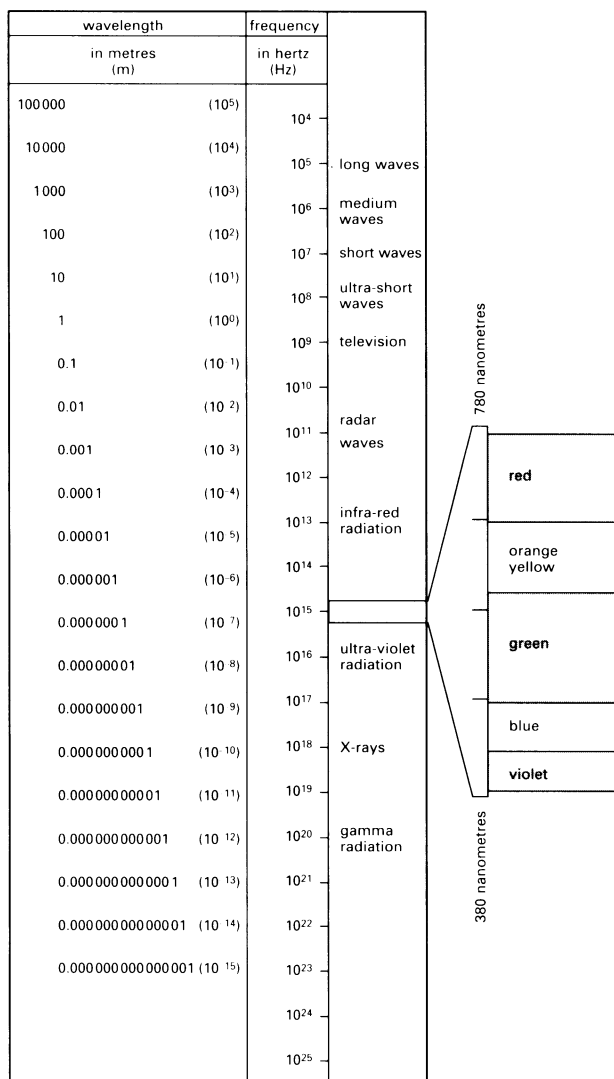 wavelength frequency
in metres in hertz
(m) (Hz)
100000 (10⁵)
10⁴
10000 (10⁴)
10⁵ long waves
1000 (10³)
10⁶ medium
waves
100 (10²)
10⁷ short waves
10 (10¹)
10⁸ ultra-short
waves
1 (10⁰)
10⁹ television
0.1 (10⁻¹)
10¹⁰
0.01 (10⁻²)
10¹¹ radar
waves
0.001 (10⁻³)
10¹²
0.0001 (10⁻⁴)
10¹³ infra-red
radiation
0.00001 (10⁻⁵)
10¹⁴
0.000001 (10⁻⁶)
10¹⁵
0.0000001 (10⁻⁷)
10¹⁶ ultra-violet
radiation
0.00000001 (10⁻⁸)
10¹⁷
0.000000001 (10⁻⁹)
10¹⁸ X-rays
0.0000000001 (10⁻¹⁰)
10¹⁹
0.00000000001 (10⁻¹¹)
10²⁰ gamma
radiation
0.000000000001 (10⁻¹²)
10²¹
0.0000000000001 (10⁻¹³)
10²²
0.00000000000001 (10⁻¹⁴)
10²³
0.000000000000001 (10⁻¹⁵)
10²⁴
10²⁵
780 nanometres
red
orange
yellow
green
blue
violet
380 nanometres